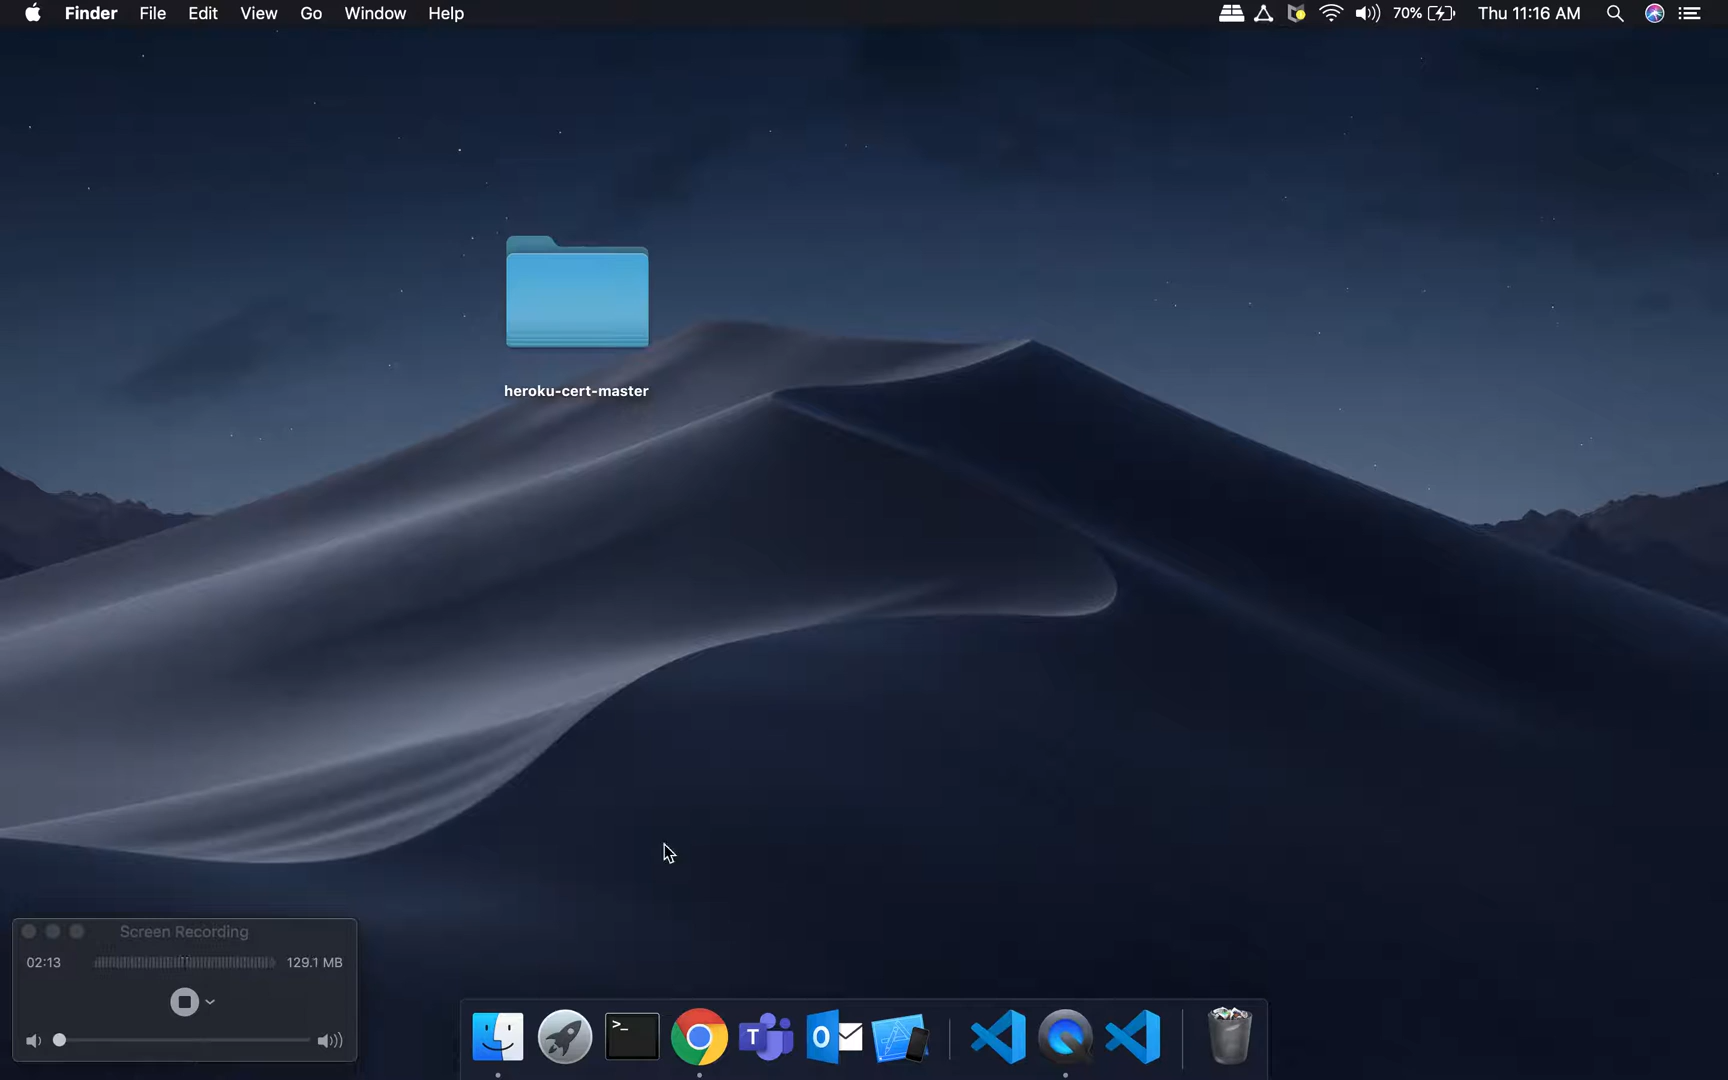 Finder File Edit View Go Window Help 70% Thu 11:16 AM
heroku-cert-master
Screen Recording
02:13 129.1 MB
>_ T O